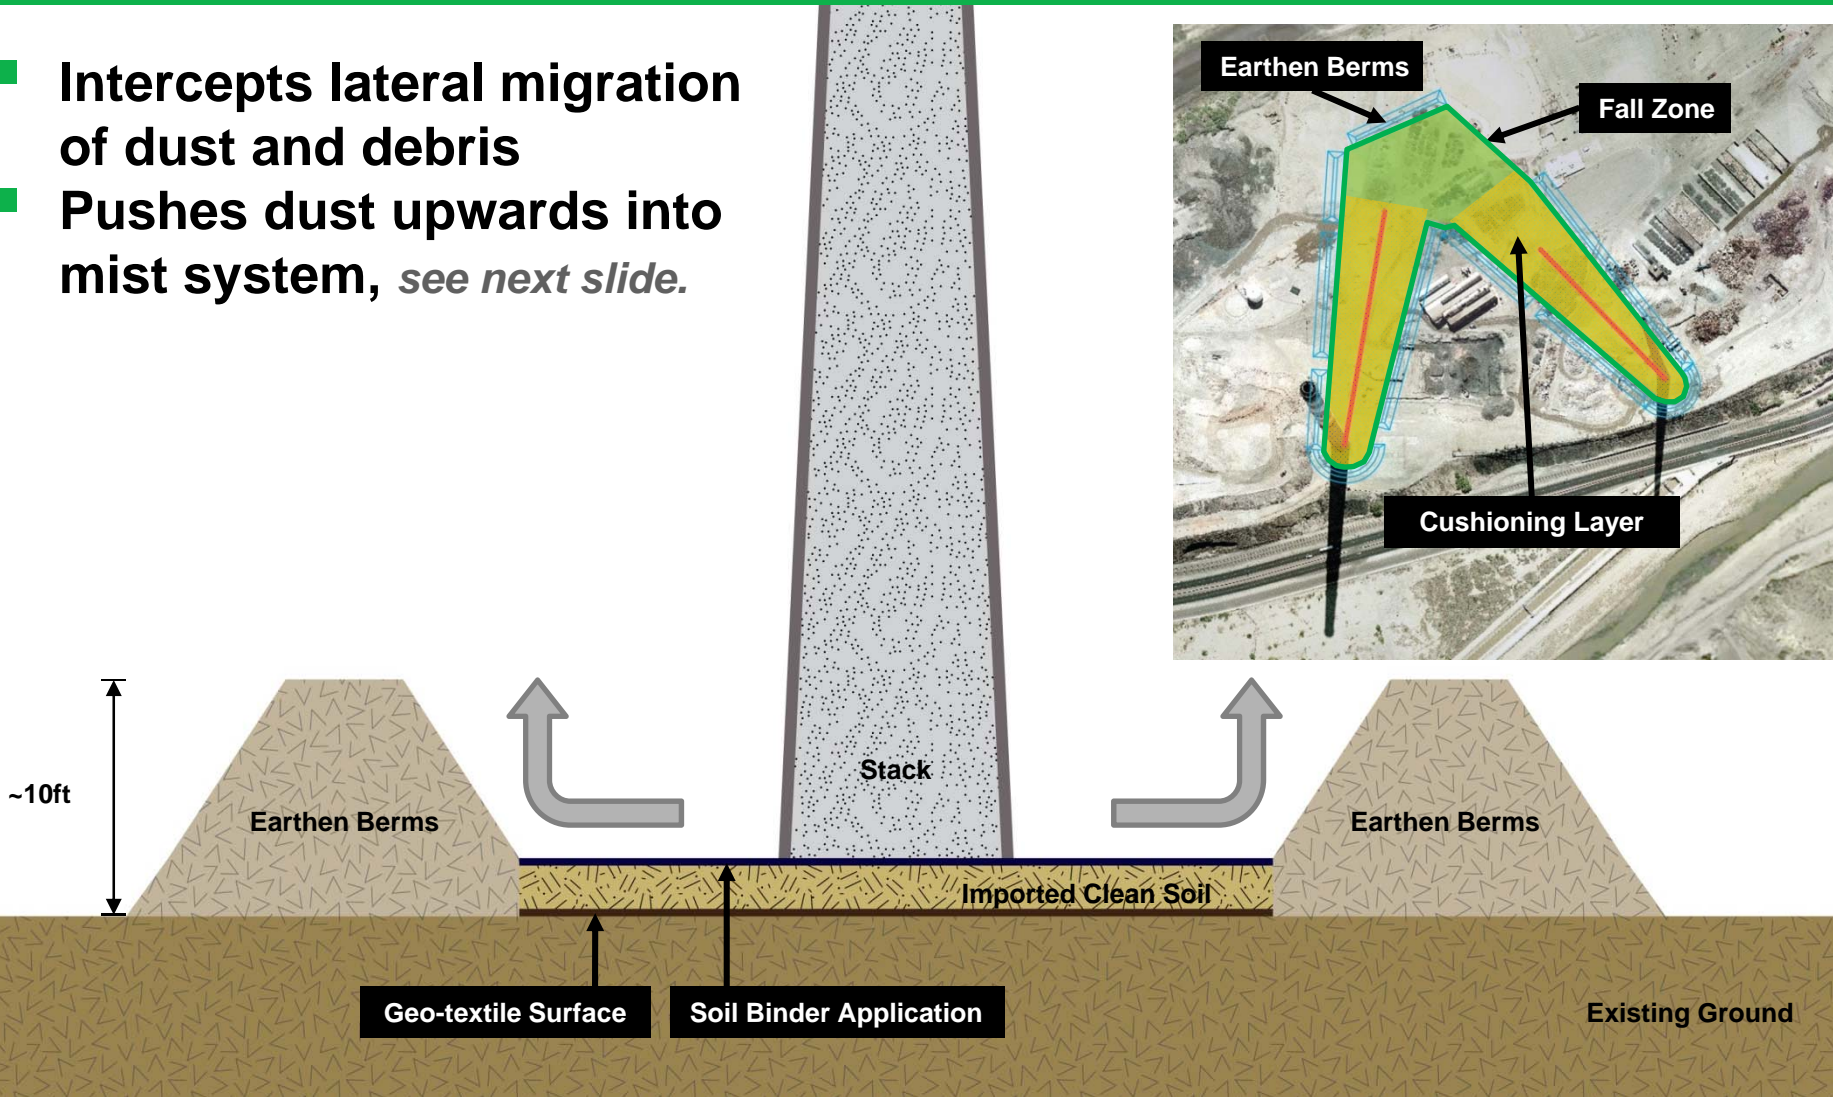 Intercepts lateral migration
of dust and debris
Pushes dust upwards into
mist system, see next slide.
Earthen Berms
Fall Zone
Cushioning Layer
~10ft
Stack
Earthen Berms
Earthen Berms
Imported Clean Soil
Geo-textile Surface
Soil Binder Application
Existing Ground